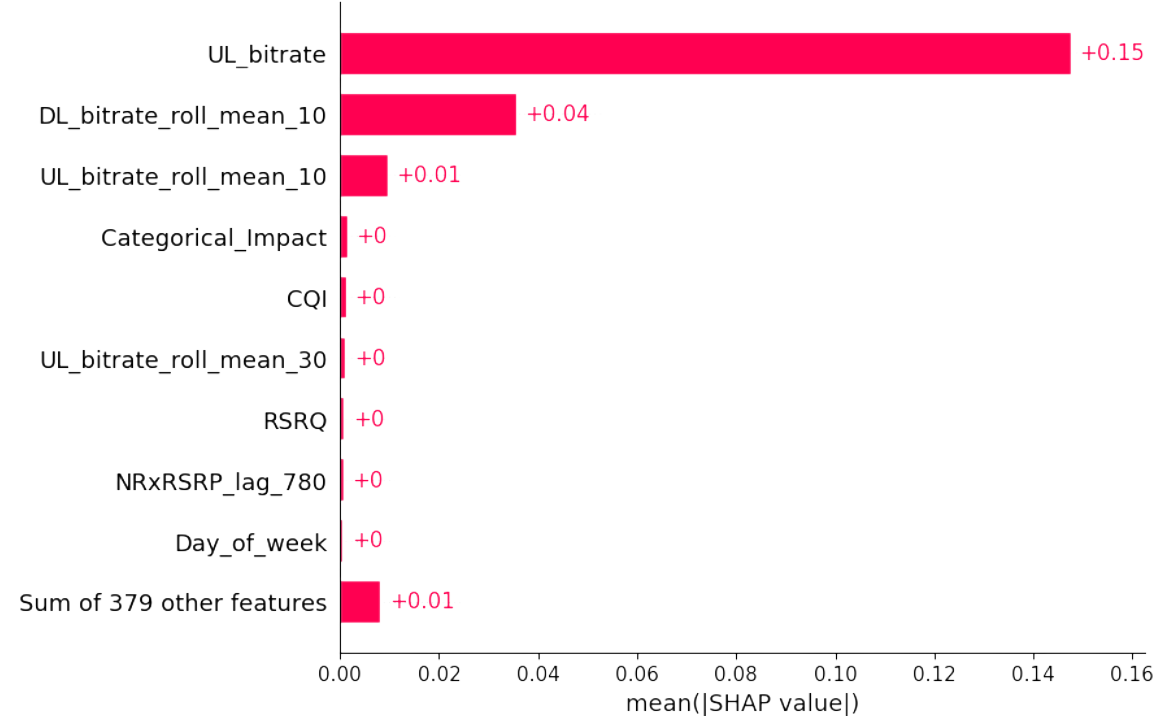 UL_bitrate +0.15
DL_bitrate_roll_mean_10 +0.04
UL_bitrate_roll_mean_10 +0.01
Categorical_Impact +0
CQI +0
UL_bitrate_roll_mean_30 +0
RSRQ +0
NRxRSRP_lag_780 +0
Day_of_week +0
Sum of 379 other features +0.01
0.00 0.02 0.04 0.06 0.08 0.10 0.12 0.14 0.16
mean(|SHAP value|)